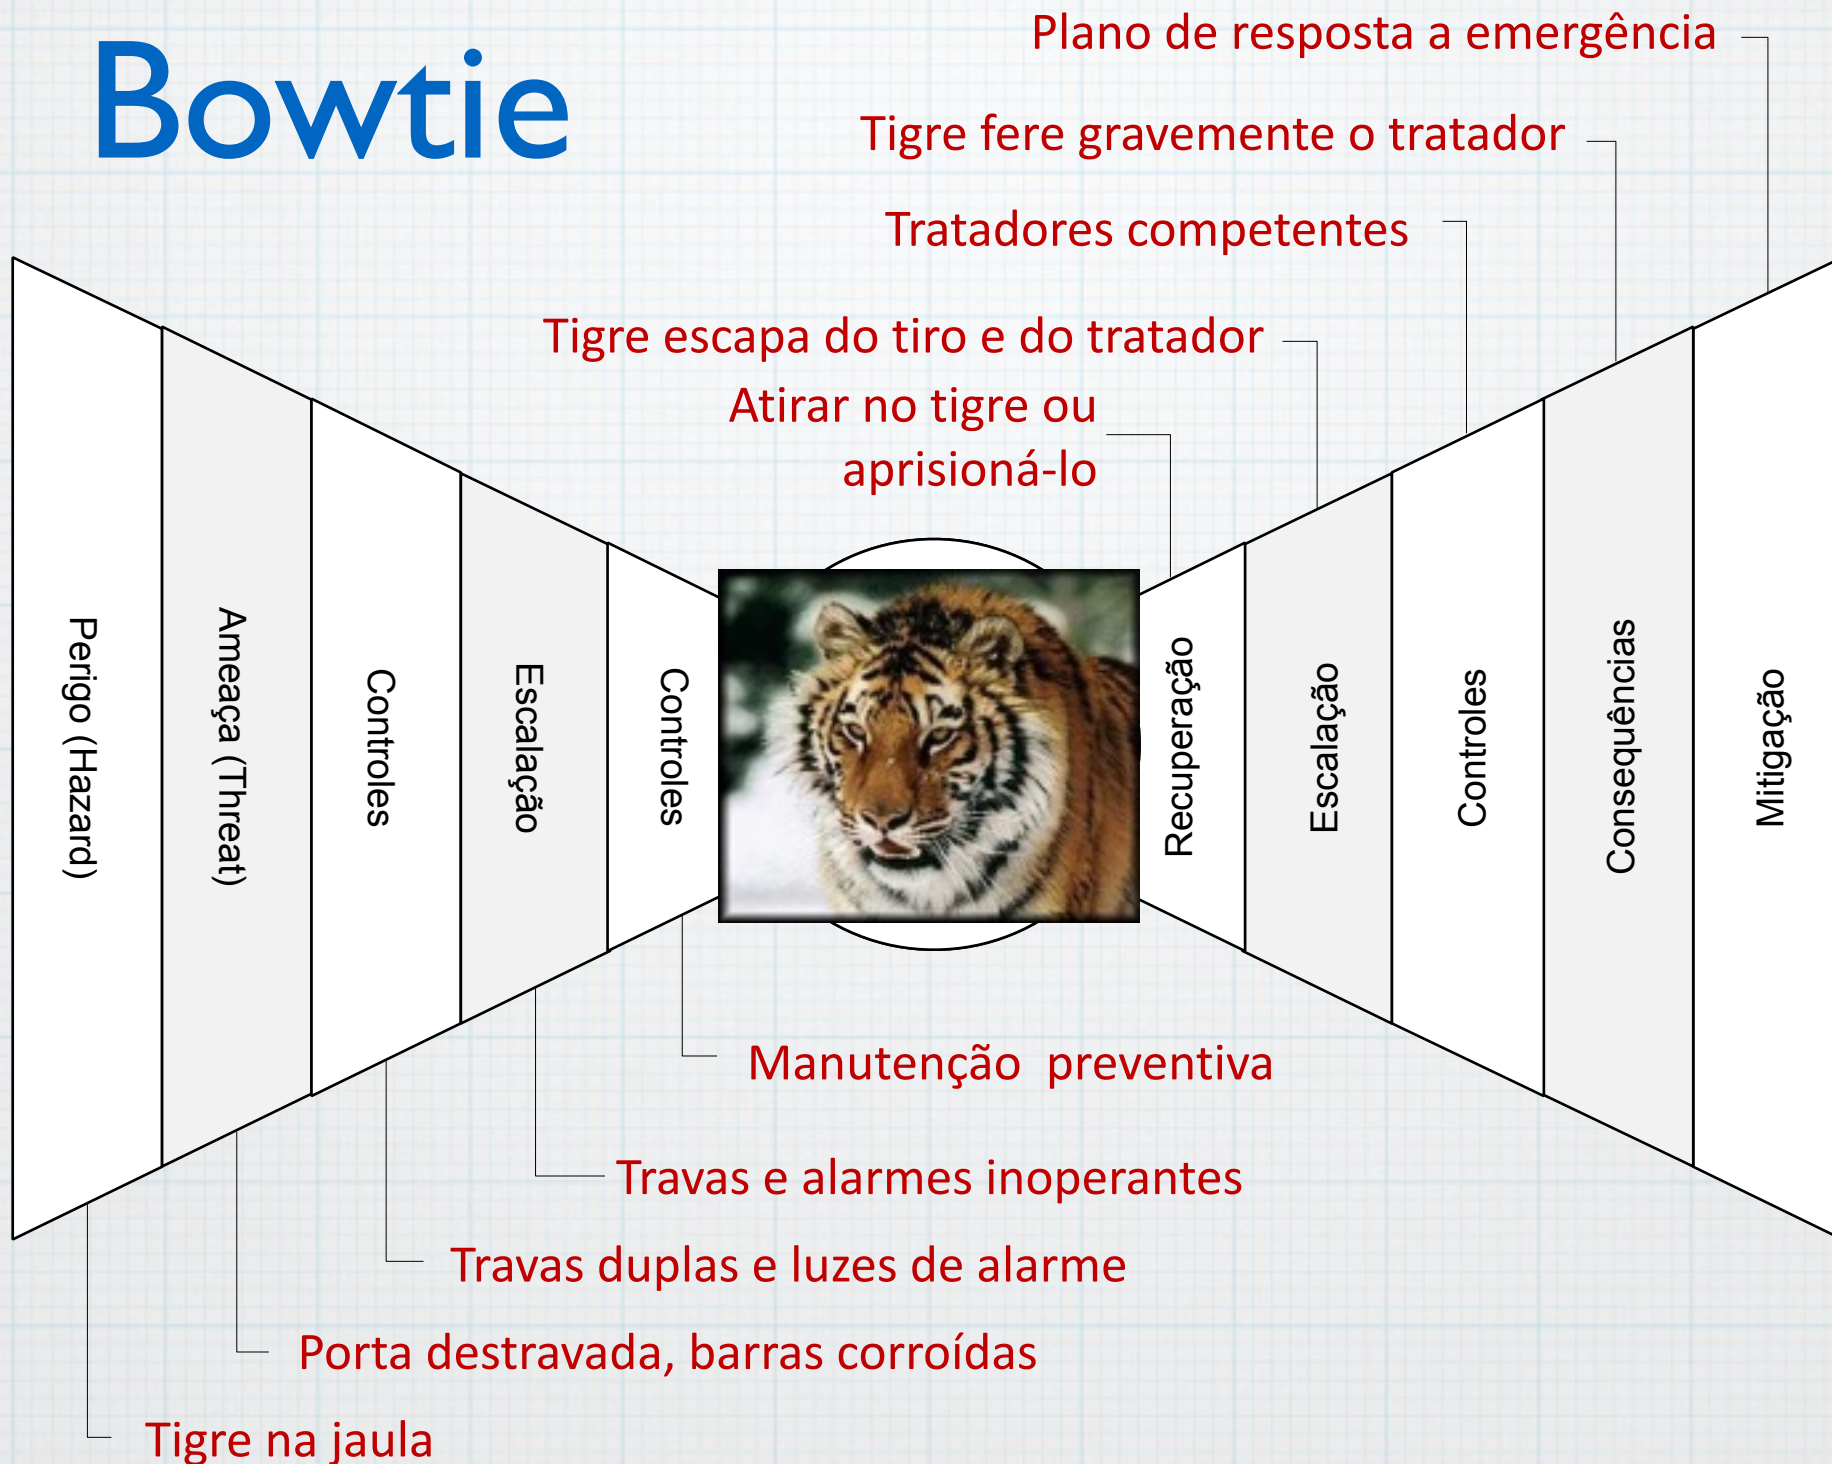 Bowtie
Plano de resposta a emergência
Tigre fere gravemente o tratador
Tratadores competentes
Tigre escapa do tiro e do tratador
Atirar no tigre ou
aprisioná-lo
Perigo (Hazard)
Ameaça (Threat)
Controles
Escalação
Controles
Recuperação
Escalação
Controles
Consequências
Mitigação
Manutenção preventiva
Travas e alarmes inoperantes
Travas duplas e luzes de alarme
Porta destravada, barras corroídas
Tigre na jaula